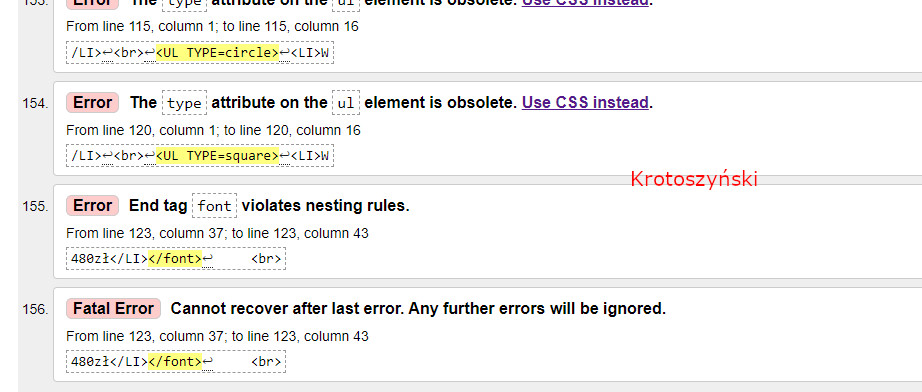 153. Error The type attribute on the ul element is obsolete. Use CSS instead.
From line 115, column 1; to line 115, column 16
/LI>↩<br>↩<UL TYPE=circle>↩<LI>W
154. Error The type attribute on the ul element is obsolete. Use CSS instead.
From line 120, column 1; to line 120, column 16
/LI>↩<br>↩<UL TYPE=square>↩<LI>W
Krotoszyński
155. Error End tag font violates nesting rules.
From line 123, column 37; to line 123, column 43
480zł</LI></font>↩ <br>
156. Fatal Error Cannot recover after last error. Any further errors will be ignored.
From line 123, column 37; to line 123, column 43
480zł</LI></font>↩ <br>